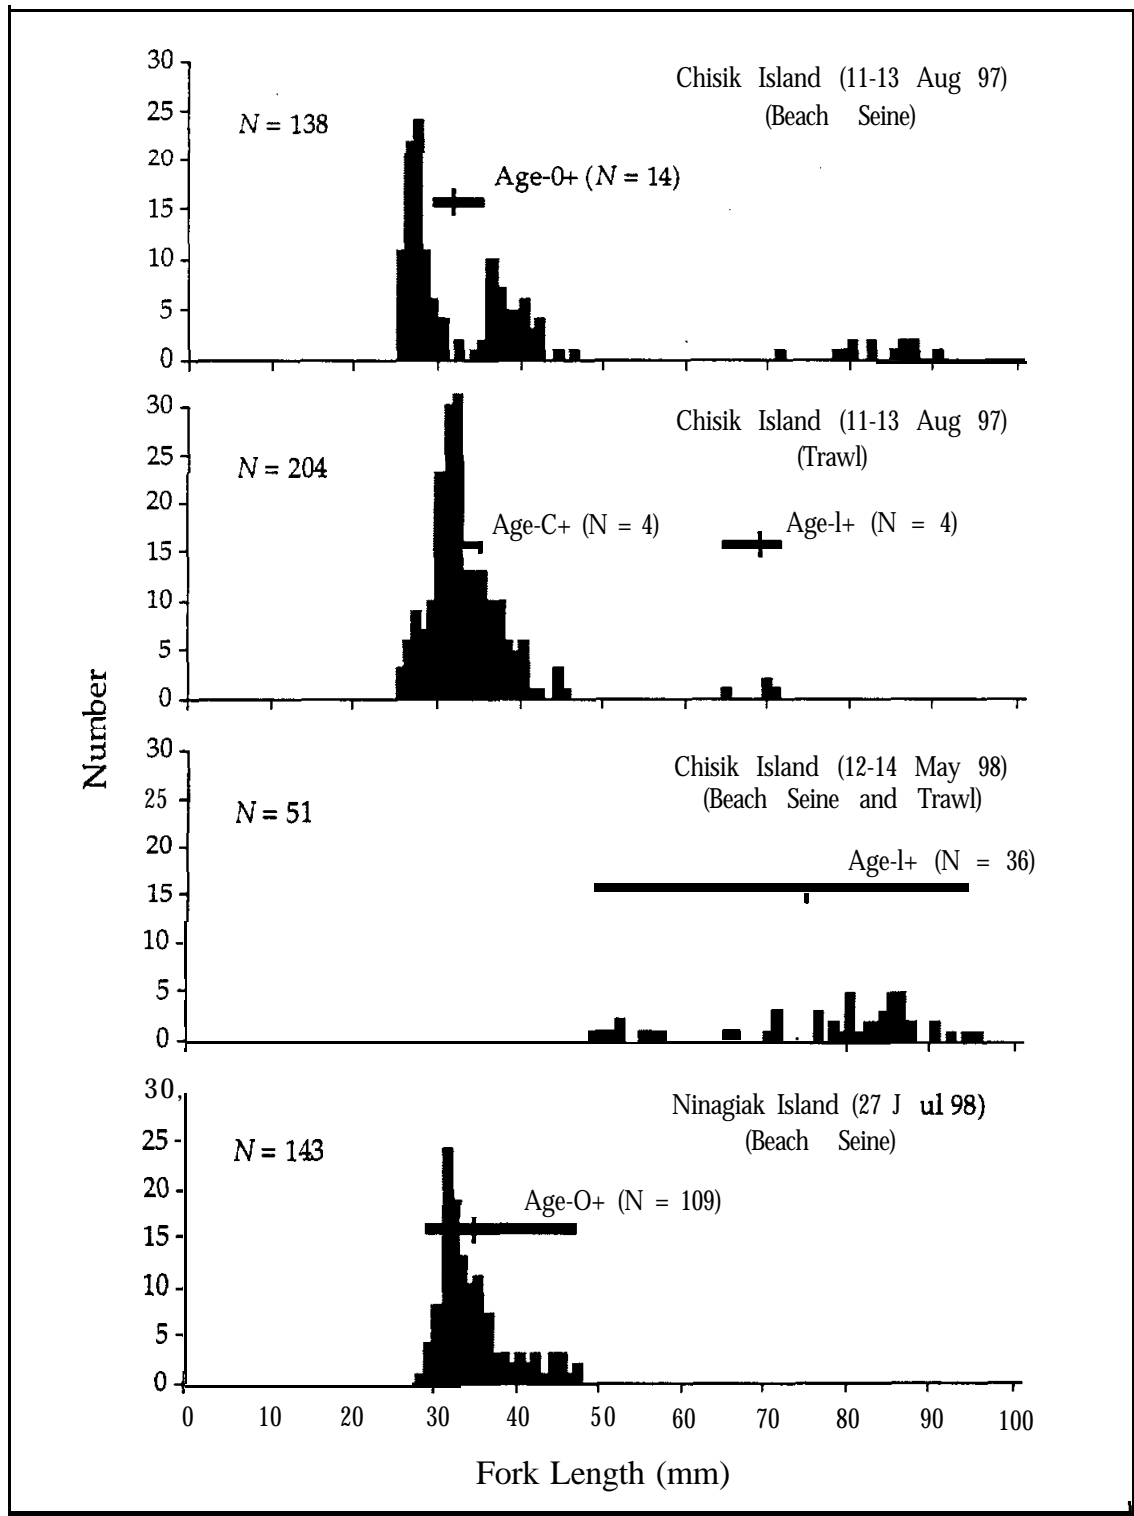 Chisik Island (11-13 Aug 97)
(Beach Seine)
N = 138
Age-0+ (N = 14)
30
25
20
15
10
5
0
Chisik Island (11-13 Aug 97)
(Trawl)
N = 204
Age-C+ (N = 4)
Age-l+ (N = 4)
30
25
20
15
10
5
0
Number
Chisik Island (12-14 May 98)
(Beach Seine and Trawl)
N = 51
Age-l+ (N = 36)
30
25
20
15
10
5
0
Ninagiak Island (27 J ul 98)
(Beach Seine)
N = 143
Age-O+ (N = 109)
30
25
20
15
10
5
0
0 10 20 30 40 50 60 70 80 90 100
Fork Length (mm)